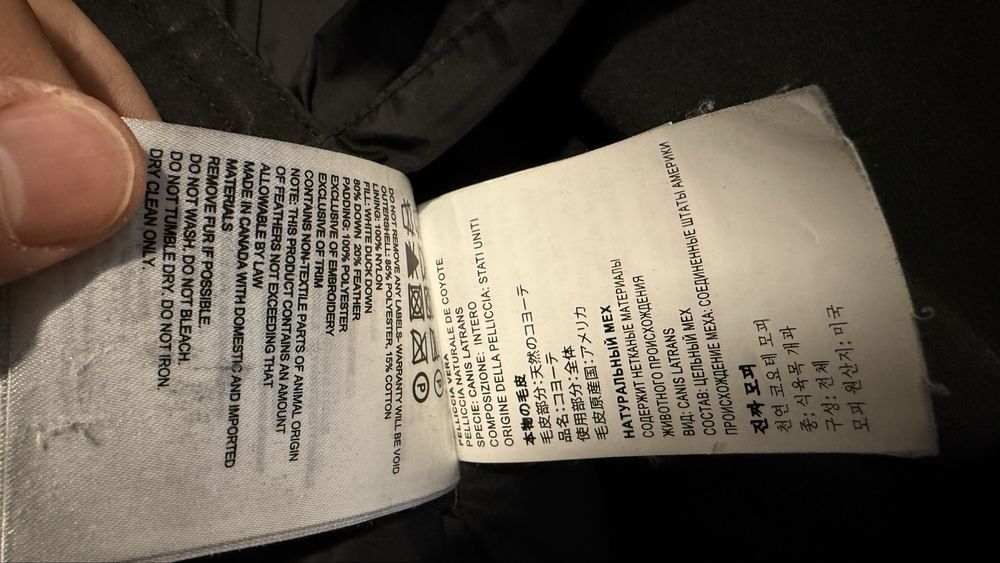 DO NOT REMOVE ANY LABELS- WARRANTY WILL BE VOID
OUTERSHELL: 85% POLYESTER, 15% COTTON
LINING: 100% NYLON
FILL: WHITE DUCK DOWN
80% DOWN, 20% FEATHER
PADDING: 100% POLYESTER
EXCLUSIVE OF EMBROIDERY
EXCLUSIVE OF TRIM
CONTAINS NON-TEXTILE PARTS OF ANIMAL ORIGIN
NOTE: THIS PRODUCT CONTAINS AN AMOUNT
OF FEATHERS NOT EXCEEDING THAT
ALLOWABLE BY LAW
MADE IN CANADA WITH DOMESTIC AND IMPORTED
MATERIALS
REMOVE FUR IF POSSIBLE.
DO NOT WASH. DO NOT BLEACH.
DO NOT TUMBLE DRY. DO NOT IRON.
DRY CLEAN ONLY.
P
PELLICCIA VERA
PELLICCIA NATURALE DE COYOTE
SPECIE: CANIS LATRANS
COMPOSIZIONE: INTERO
ORIGINE DELLA PELLICCIA: STATI UNITI
本物の毛皮
毛皮部分:天然のコヨーテ
品名:コヨーテ
使用部分:全体
毛皮原産国:アメリカ
НАТУРАЛЬНЫЙ МЕХ
СОДЕРЖИТ НЕТКАНЫЕ МАТЕРИАЛЫ
ЖИВОТНОГО ПРОИСХОЖДЕНИЯ
ВИД: CANIS LATRANS
СОСТАВ: ЦЕЛЬНЫЙ МЕХ
ПРОИСХОЖДЕНИЕ МЕХА: СОЕДИНЕННЫЕ ШТАТЫ АМЕРИКИ
진짜 모피
천연 코요태 모피
종: 식육목 개과
구성: 전체
모피 원산지: 미국